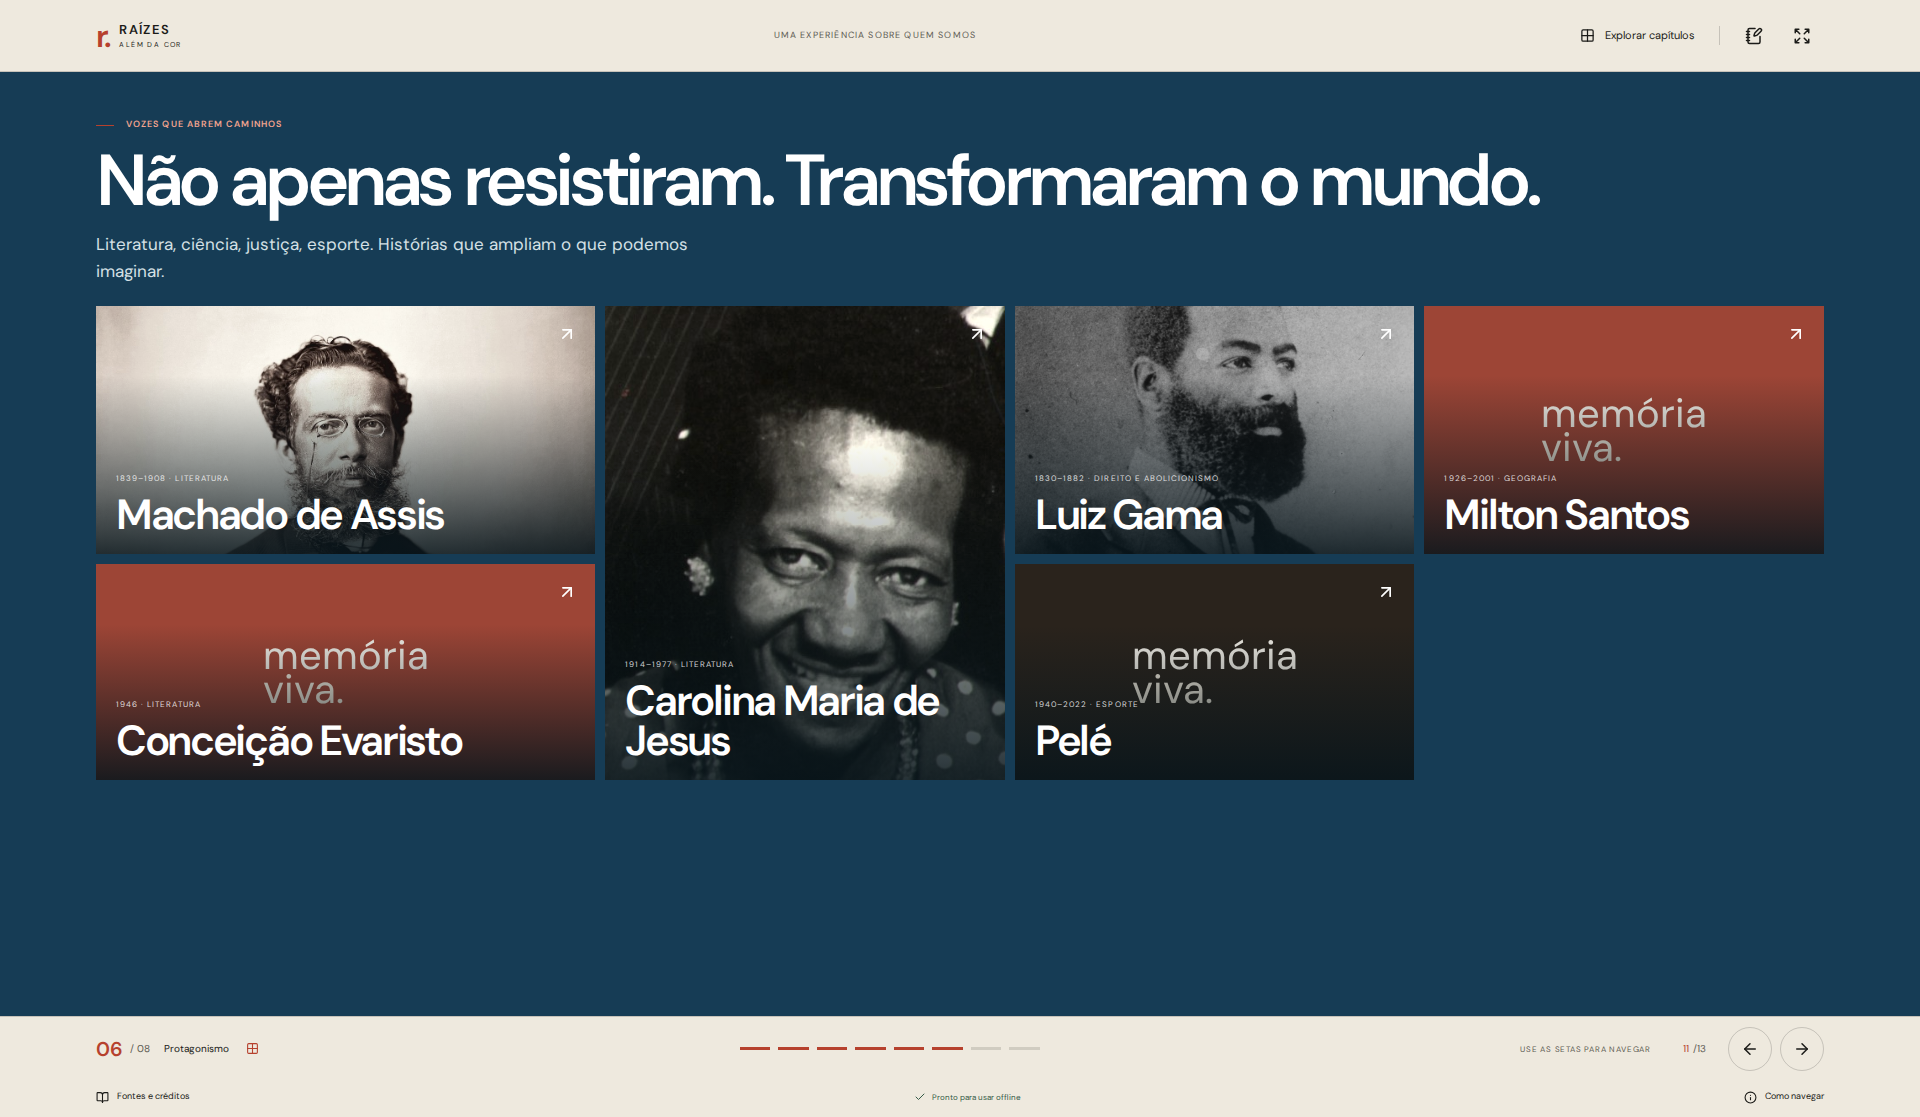 r. RAÍZES
ALÉM DA COR
UMA EXPERIÊNCIA SOBRE QUEM SOMOS
Explorar capítulos
VOZES QUE ABREM CAMINHOS
Não apenas resistiram. Transformaram o mundo.
Literatura, ciência, justiça, esporte. Histórias que ampliam o que podemos
imaginar.
1839–1908 · LITERATURA
Machado de Assis
1914–1977 · LITERATURA
Carolina Maria de
Jesus
1830–1882 · DIREITO E ABOLICIONISMO
Luiz Gama
memória
viva.
1926–2001 · GEOGRAFIA
Milton Santos
memória
viva.
1946 · LITERATURA
Conceição Evaristo
memória
viva.
1940–2022 · ESPORTE
Pelé
06 / 08 Protagonismo
USE AS SETAS PARA NAVEGAR
11 /13
Fontes e créditos
Pronto para usar offline
Como navegar